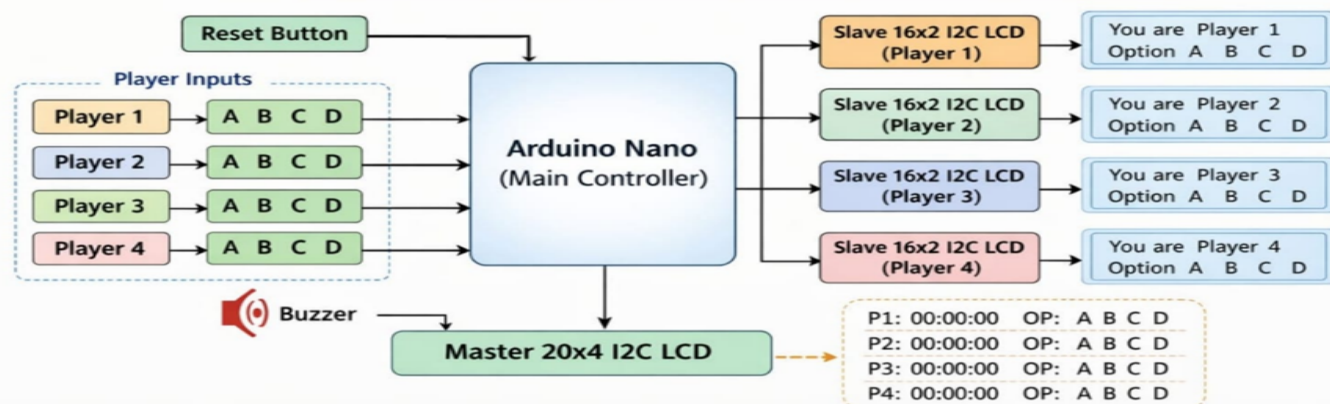 Reset Button
Player Inputs
Player 1
A B C D
Player 2
A B C D
Player 3
A B C D
Player 4
A B C D
Buzzer
Arduino Nano
(Main Controller)
Master 20x4 I2C LCD
Slave 16x2 I2C LCD
(Player 1)
You are Player 1
Option A B C D
Slave 16x2 I2C LCD
(Player 2)
You are Player 2
Option A B C D
Slave 16x2 I2C LCD
(Player 3)
You are Player 3
Option A B C D
Slave 16x2 I2C LCD
(Player 4)
You are Player 4
Option A B C D
P1: 00:00:00 OP: A B C D
P2: 00:00:00 OP: A B C D
P3: 00:00:00 OP: A B C D
P4: 00:00:00 OP: A B C D